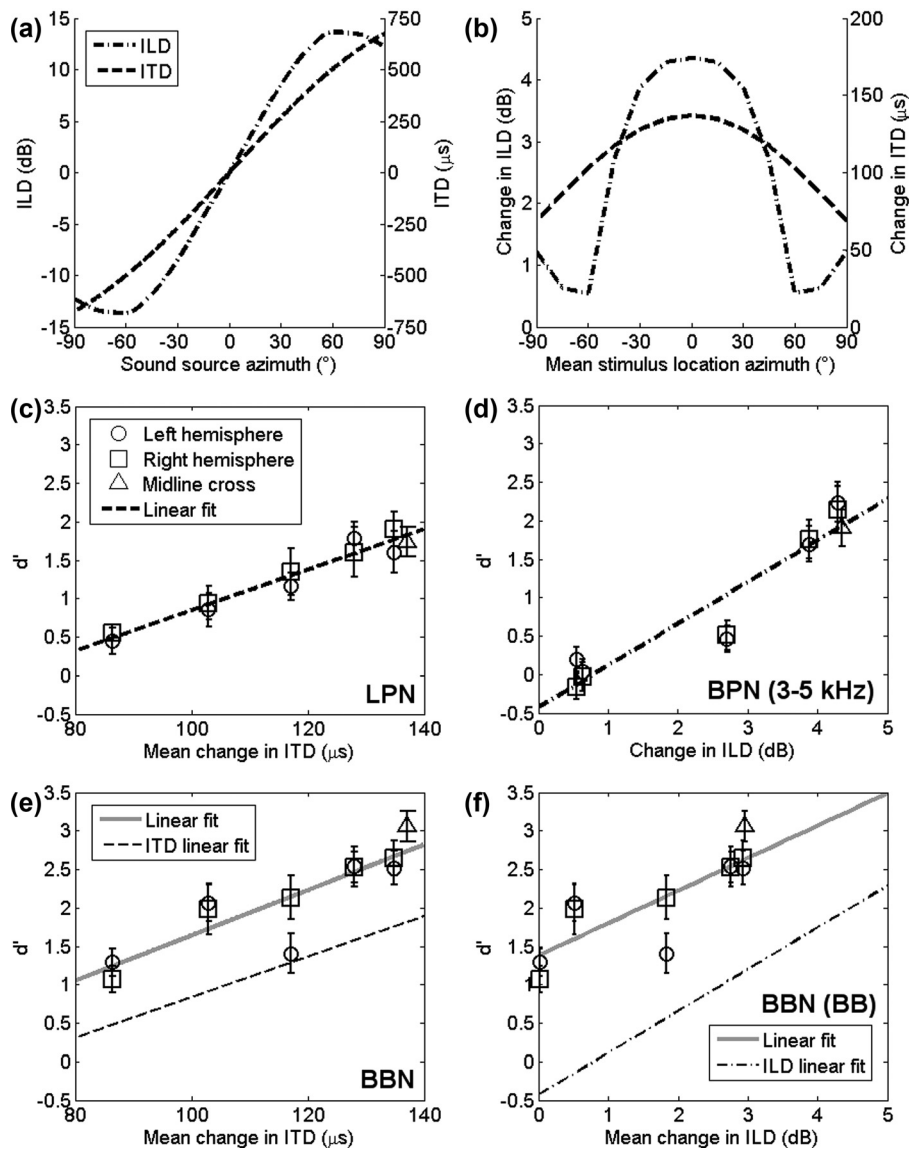 (a)
15
10
5
0
-5
-10
-15
ILD (dB)
ILD
ITD
750
500
250
0
-250
-500
-750
ITD (μs)
-90 -60 -30 0 30 60 90
Sound source azimuth (°)
(b)
5
4
3
2
1
0
Change in ILD (dB)
200
150
100
50
0
Change in ITD (μs)
-90 -60 -30 0 30 60 90
Mean stimulus location azimuth (°)
(c)
3.5
3
2.5
2
1.5
1
0.5
0
-0.5
d'
Left hemisphere
Right hemisphere
Midline cross
Linear fit
LPN
80 100 120 140
Mean change in ITD (μs)
(d)
3.5
3
2.5
2
1.5
1
0.5
0
-0.5
d'
BPN (3-5 kHz)
0 1 2 3 4 5
Change in ILD (dB)
(e)
3.5
3
2.5
2
1.5
1
0.5
0
-0.5
d'
Linear fit
ITD linear fit
BBN
80 100 120 140
Mean change in ITD (μs)
(f)
3.5
3
2.5
2
1.5
1
0.5
0
-0.5
d'
BBN (BB)
Linear fit
ILD linear fit
0 1 2 3 4 5
Mean change in ILD (dB)